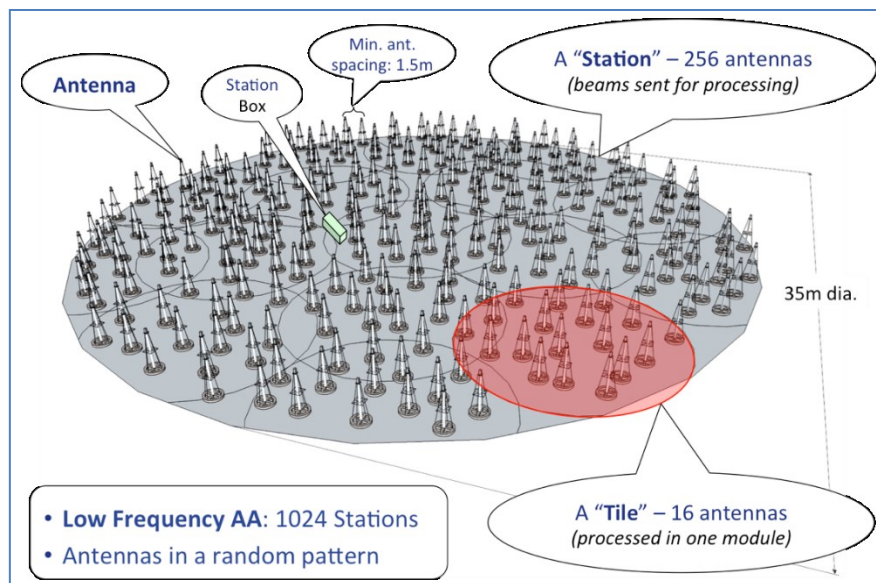 Min. ant.
spacing: 1.5m
A “Station” – 256 antennas
(beams sent for processing)
Antenna
Station
Box
35m dia.
• Low Frequency AA: 1024 Stations
• Antennas in a random pattern
A “Tile” – 16 antennas
(processed in one module)